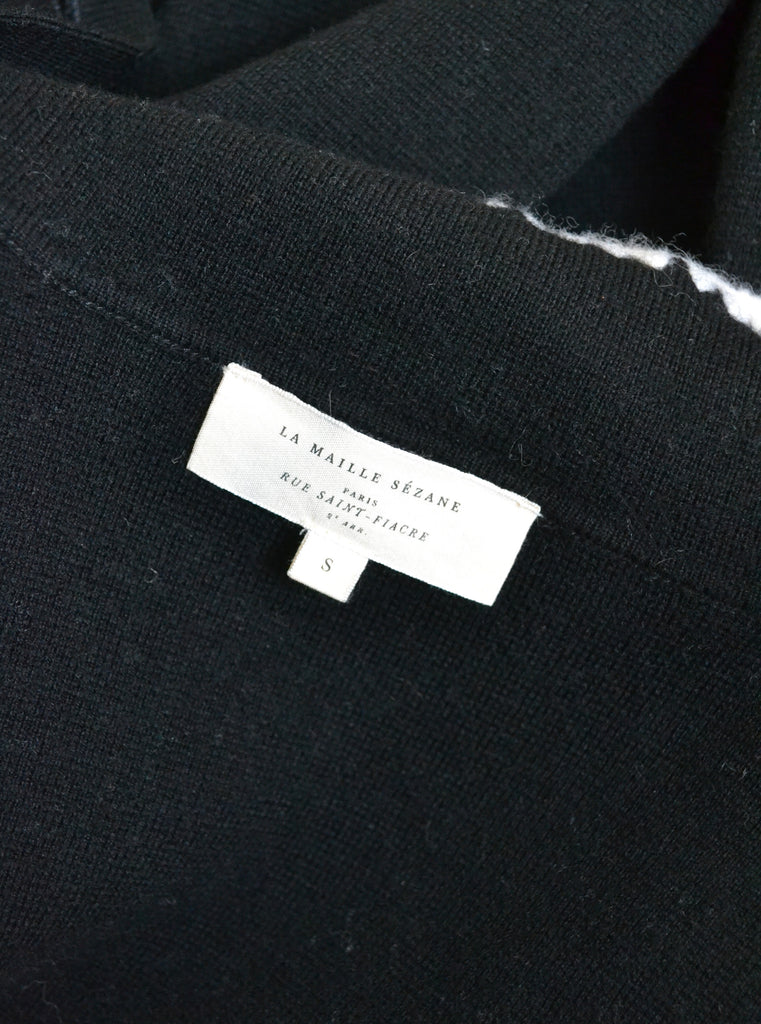 LA MAILLE SÉZANE
PARIS
RUE SAINT-FIACRE
2ᵉ ARR.
S